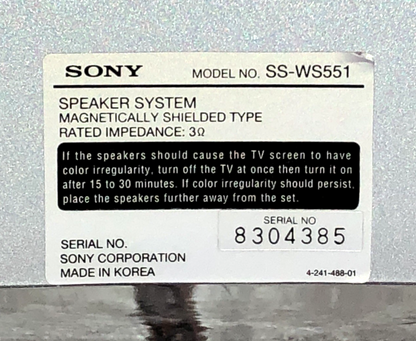 SONY MODEL NO. SS-WS551
SPEAKER SYSTEM
MAGNETICALLY SHIELDED TYPE
RATED IMPEDANCE: 3Ω
If the speakers should cause the TV screen to have
color irregularity, turn off the TV at once then turn it on
after 15 to 30 minutes. If color irregularity should persist,
place the speakers further away from the set.
SERIAL NO
8304385
SERIAL NO.
SONY CORPORATION
MADE IN KOREA 4-241-488-01